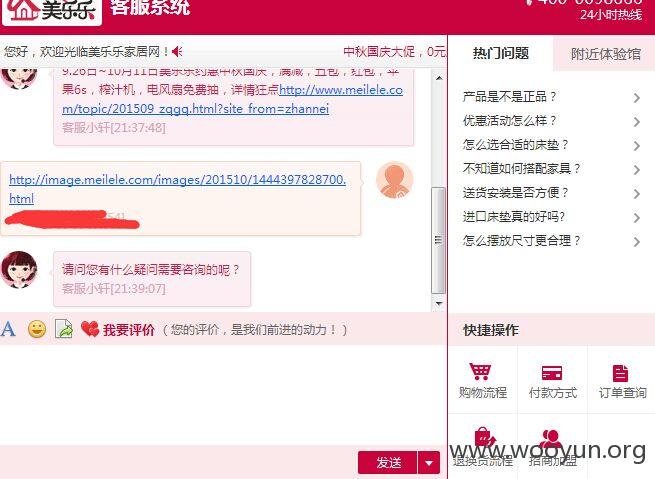 美乐乐
客服系统
400-0098666
24小时热线
您好，欢迎光临美乐乐家居网！
中秋国庆大促，0元
热门问题
附近体验馆
9.26日~10月11日美乐乐约惠中秋国庆，满减，五包，红包，苹
果6s，榨汁机，电风扇免费抽，详情狂点http://www.meilele.co
m/topic/201509_zqgq.html?site_from=zhannei
客服小轩[21:37:48]
http://image.meilele.com/images/201510/1444397828700.
html
54]
请问您有什么疑问需要咨询的呢？
客服小轩[21:39:07]
产品是不是正品？
优惠活动怎么样？
怎么选合适的床垫？
不知道如何搭配家具？
送货安装是否方便？
进口床垫真的好吗？
怎么摆放尺寸更合理？
A
我要评价（您的评价，是我们前进的动力！）
发送
快捷操作
购物流程
付款方式
订单查询
退换货流程
招商加盟
www.wooyun.org